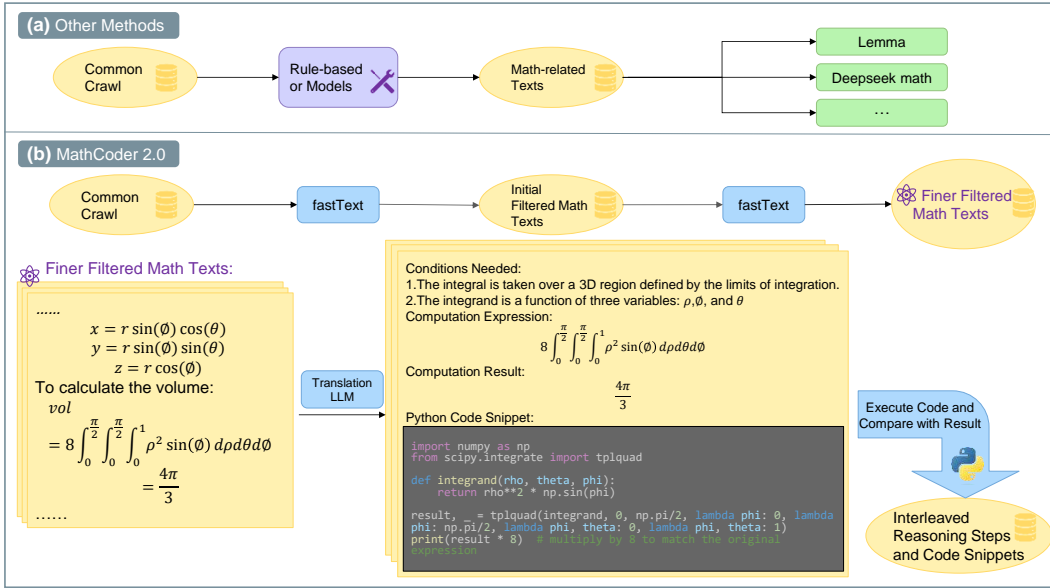 (a) Other Methods
Common
Crawl
Rule-based
or Models
Math-related
Texts
Lemma
Deepseek math
...
(b) MathCoder 2.0
Common
Crawl
fastText
Initial
Filtered Math
Texts
fastText
Finer Filtered
Math Texts
Finer Filtered Math Texts:
......
x = r sin(∅) cos(θ)
y = r sin(∅) sin(θ)
z = r cos(∅)
To calculate the volume:
vol
= 8 ∫₀^{π/2} ∫₀^{π/2} ∫₀^1 ρ² sin(∅) dρdθd∅
= 4π/3
......
Translation
LLM
Conditions Needed:
1.The integral is taken over a 3D region defined by the limits of integration.
2.The integrand is a function of three variables: ρ,∅, and θ
Computation Expression:
8 ∫₀^{π/2} ∫₀^{π/2} ∫₀^1 ρ² sin(∅) dρdθd∅
Computation Result:
4π/3
Python Code Snippet:
import numpy as np
from scipy.integrate import tplquad
def integrand(rho, theta, phi):
    return rho**2 * np.sin(phi)
result, _ = tplquad(integrand, 0, np.pi/2, lambda phi: 0, lambda
phi: np.pi/2, lambda phi, theta: 0, lambda phi, theta: 1)
print(result * 8)  # multiply by 8 to match the original
expression
Execute Code and
Compare with Result
Interleaved
Reasoning Steps
and Code Snippets